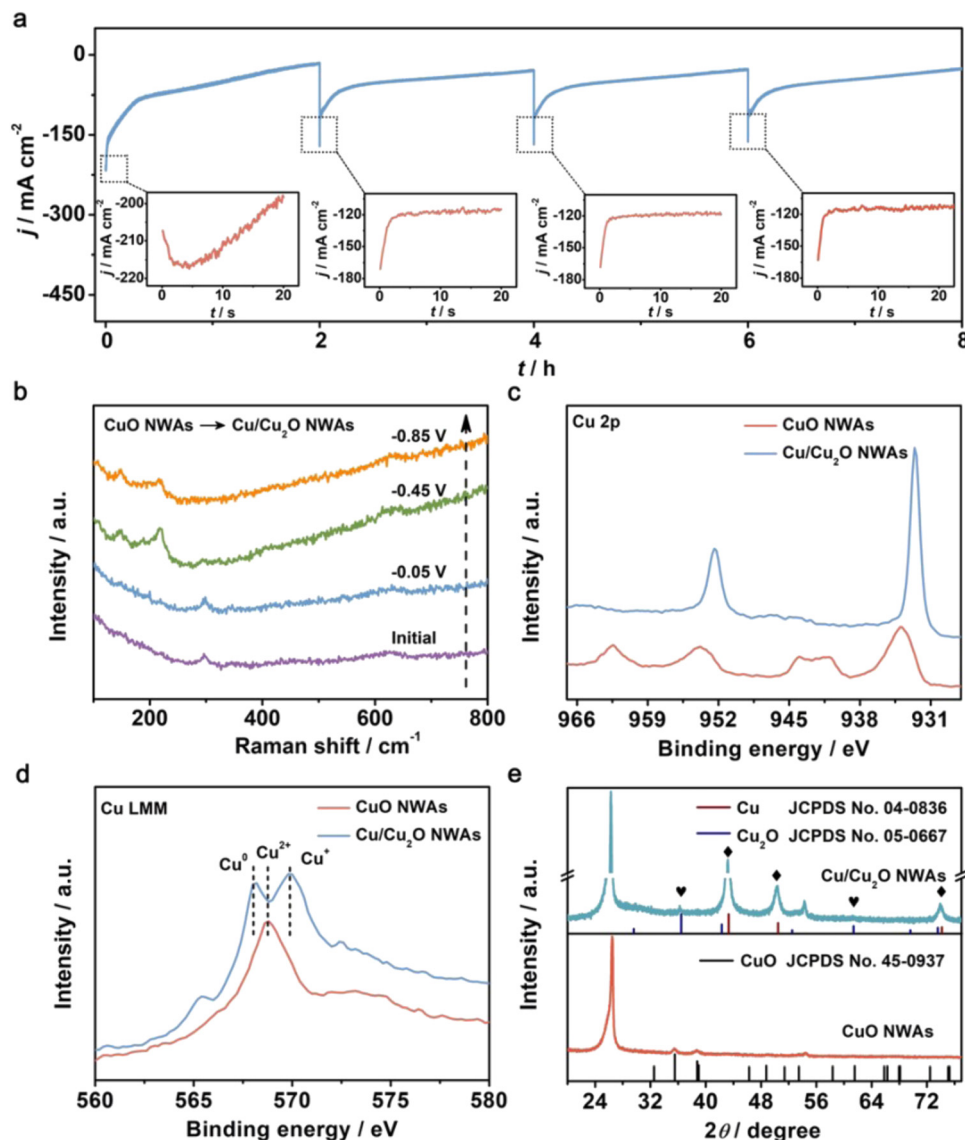 a
0
-150
-300
-450
j / mA cm⁻²
-200
-210
-220
j / mA cm⁻²
0 10 20
t / s
-120
-150
-180
j / mA cm⁻²
0 10 20
t / s
-120
-150
-180
j / mA cm⁻²
0 10 20
t / s
-120
-150
-180
j / mA cm⁻²
0 10 20
t / s
0 2 4 6 8
t / h
b
CuO NWAs → Cu/Cu₂O NWAs
-0.85 V
-0.45 V
-0.05 V
Initial
Intensity / a.u.
200 400 600 800
Raman shift / cm⁻¹
c
Cu 2p
CuO NWAs
Cu/Cu₂O NWAs
Intensity / a.u.
966 959 952 945 938 931
Binding energy / eV
d
Cu LMM
CuO NWAs
Cu/Cu₂O NWAs
Cu⁰ Cu²⁺ Cu⁺
Intensity / a.u.
560 565 570 575 580
Binding energy / eV
e
Cu JCPDS No. 04-0836
Cu₂O JCPDS No. 05-0667
Cu/Cu₂O NWAs
CuO JCPDS No. 45-0937
CuO NWAs
Intensity / a.u.
24 32 40 48 56 64 72
2θ / degree